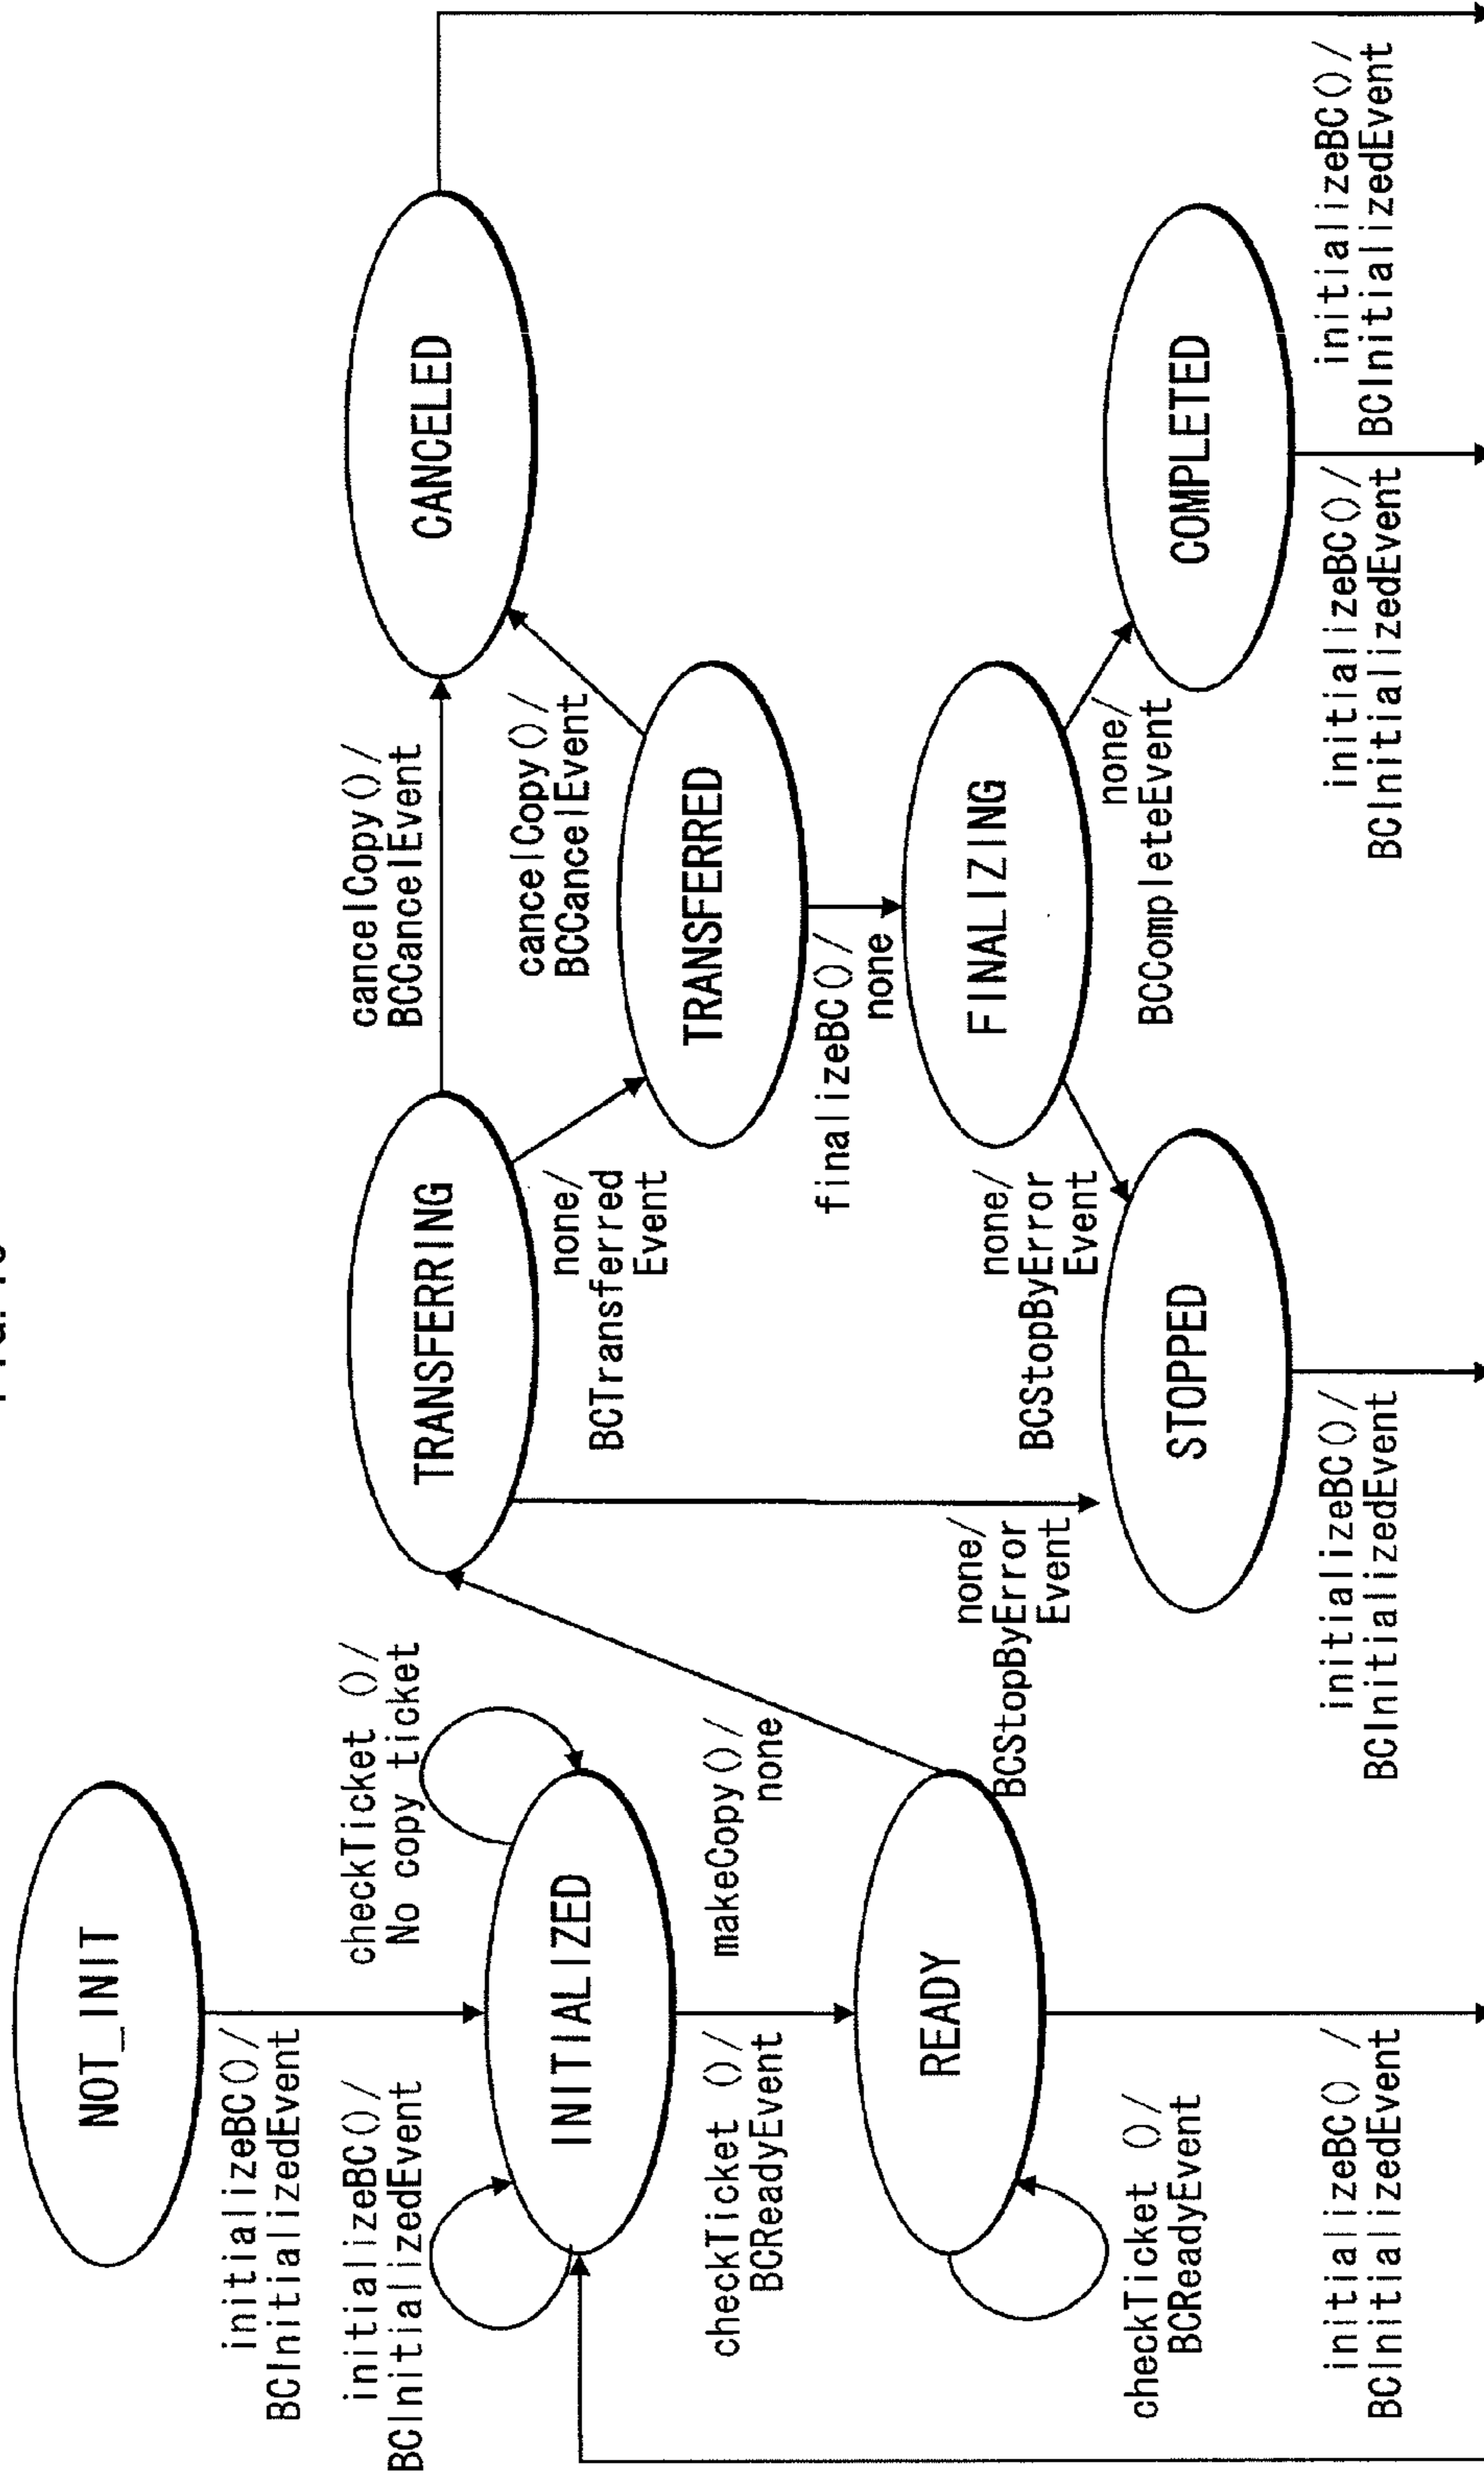 NOT_INIT
initializeBC()/
BCInitializedEvent
initializeBC()/
BCInitializedEvent
checkTicket ()/
No copy ticket
INITIALIZED
checkTicket ()/
BCReadyEvent
makeCopy()/
none
READY
checkTicket ()/
BCReadyEvent
initializeBC() /
BCInitializedEvent
TRANSFERRING
cancelCopy()/
BCCancelEvent
CANCELED
none/
BCTransferred
Event
cancelCopy()/
BCCancelEvent
TRANSFERRED
finalizeBC()/
none
FINALIZING
none/
BCStopByError
Event
none/
BCStopByError
Event
none/
BCCompleteEvent
STOPPED
COMPLETED
initializeBC()/
BCInitializedEvent
initializeBC()/
BCInitializedEvent
initializeBC()/
BCInitializedEvent